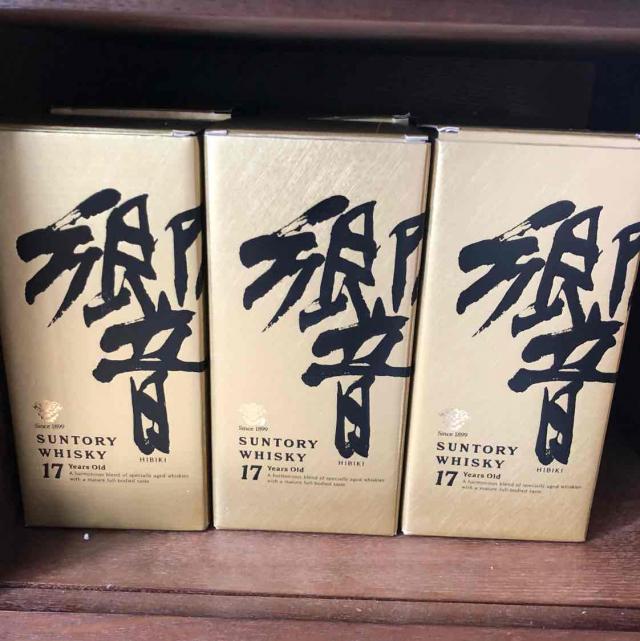 響
Since 1899
SUNTORY
WHISKY
HIBIKI
17 Years Old
A harmonious blend of specially aged whiskies
with a mature full-bodied taste
響
Since 1899
SUNTORY
WHISKY
HIBIKI
17 Years Old
A harmonious blend of specially aged whiskies
with a mature full-bodied taste
響
Since 1899
SUNTORY
WHISKY
HIBIKI
17 Years Old
A harmonious blend of specially aged whiskies
with a mature full-bodied taste